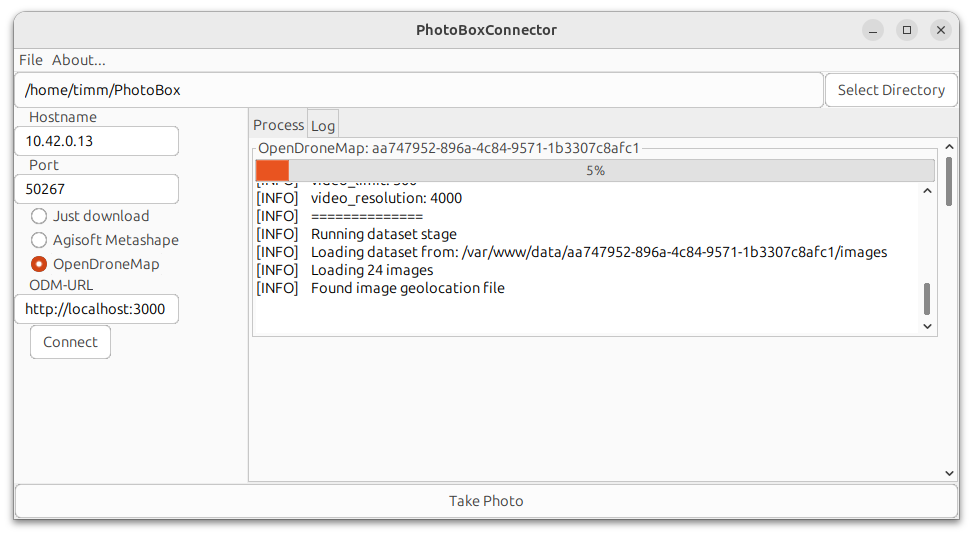 PhotoBoxConnector
File About...
/home/timm/PhotoBox
Select Directory
Hostname
10.42.0.13
Port
50267
Just download
Agisoft Metashape
OpenDroneMap
ODM-URL
http://localhost:3000
Connect
Process Log
OpenDroneMap: aa747952-896a-4c84-9571-1b3307c8afc1
5%
[INFO] video_limit: 500
[INFO] video_resolution: 4000
[INFO] ==============
[INFO] Running dataset stage
[INFO] Loading dataset from: /var/www/data/aa747952-896a-4c84-9571-1b3307c8afc1/images
[INFO] Loading 24 images
[INFO] Found image geolocation file
Take Photo